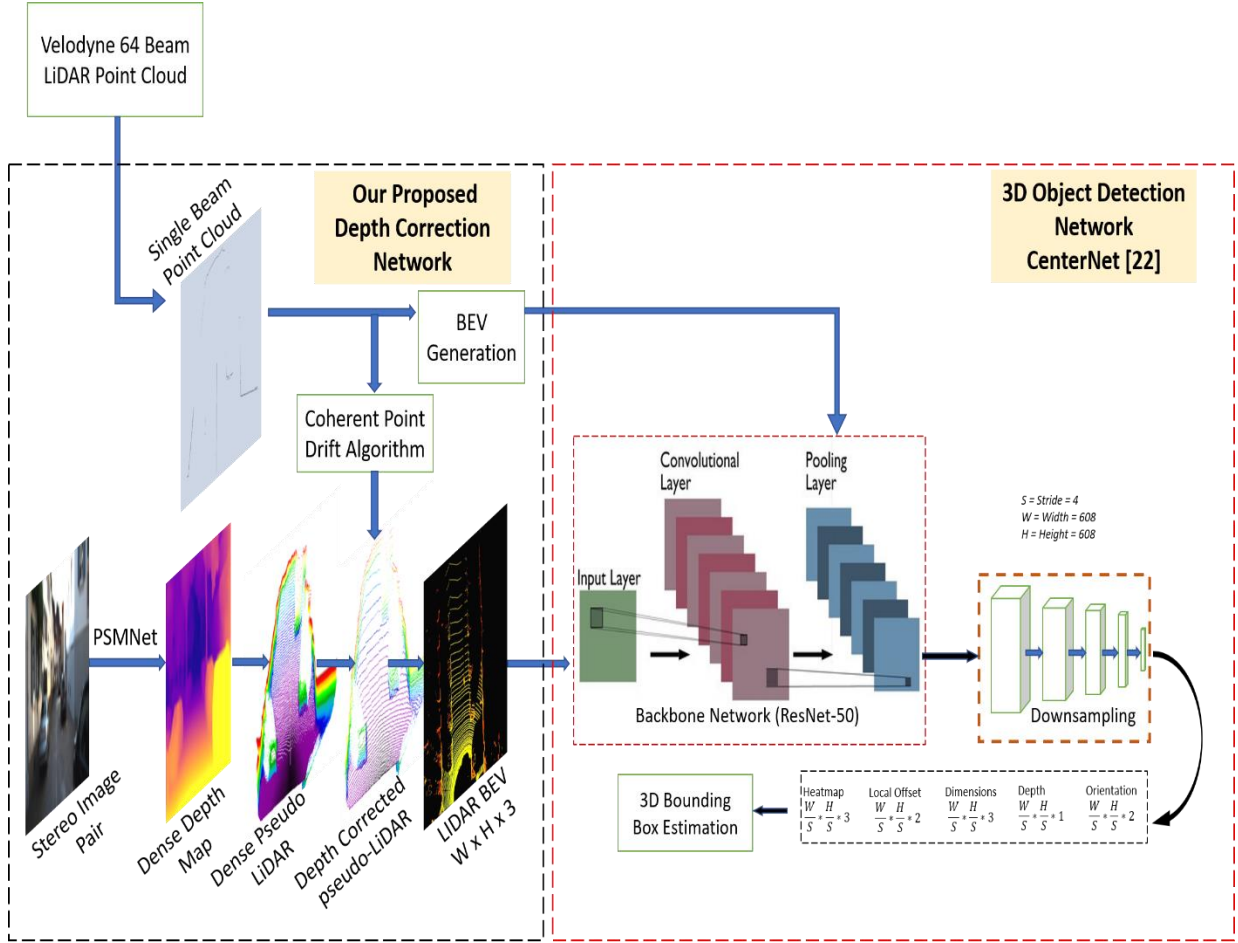 Velodyne 64 Beam
LiDAR Point Cloud
Our Proposed
Depth Correction
Network
3D Object Detection
Network
CenterNet [22]
Single Beam
Point Cloud
BEV
Generation
Coherent Point
Drift Algorithm
Convolutional
Layer
Pooling
Layer
S = Stride = 4
W = Width = 608
H = Height = 608
Input Layer
PSMNet
Backbone Network (ResNet-50)
Downsampling
Stereo Image
Pair
Dense Depth
Map
Dense Pseudo
LiDAR
Depth Corrected
pseudo-LiDAR
LIDAR BEV
W x H x 3
3D Bounding
Box Estimation
Heatmap
W/S * H/S * 3
Local Offset
W/S * H/S * 2
Dimensions
W/S * H/S * 3
Depth
W/S * H/S * 1
Orientation
W/S * H/S * 2